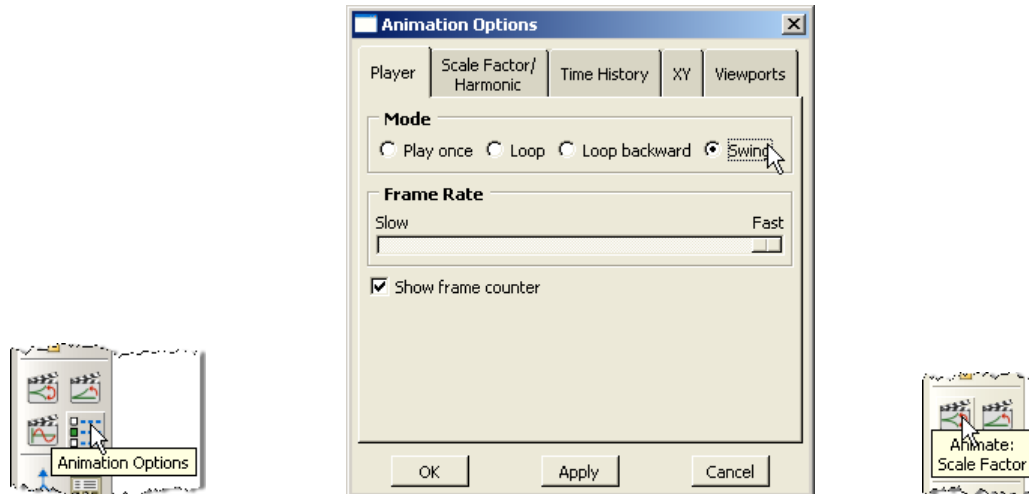 Animation Options
Player
Scale Factor/
Harmonic
Time History
XY
Viewports
Mode
Play once
Loop
Loop backward
Swing
Frame Rate
Slow
Fast
Show frame counter
OK
Apply
Cancel
Animation Options
Animate:
Scale Factor